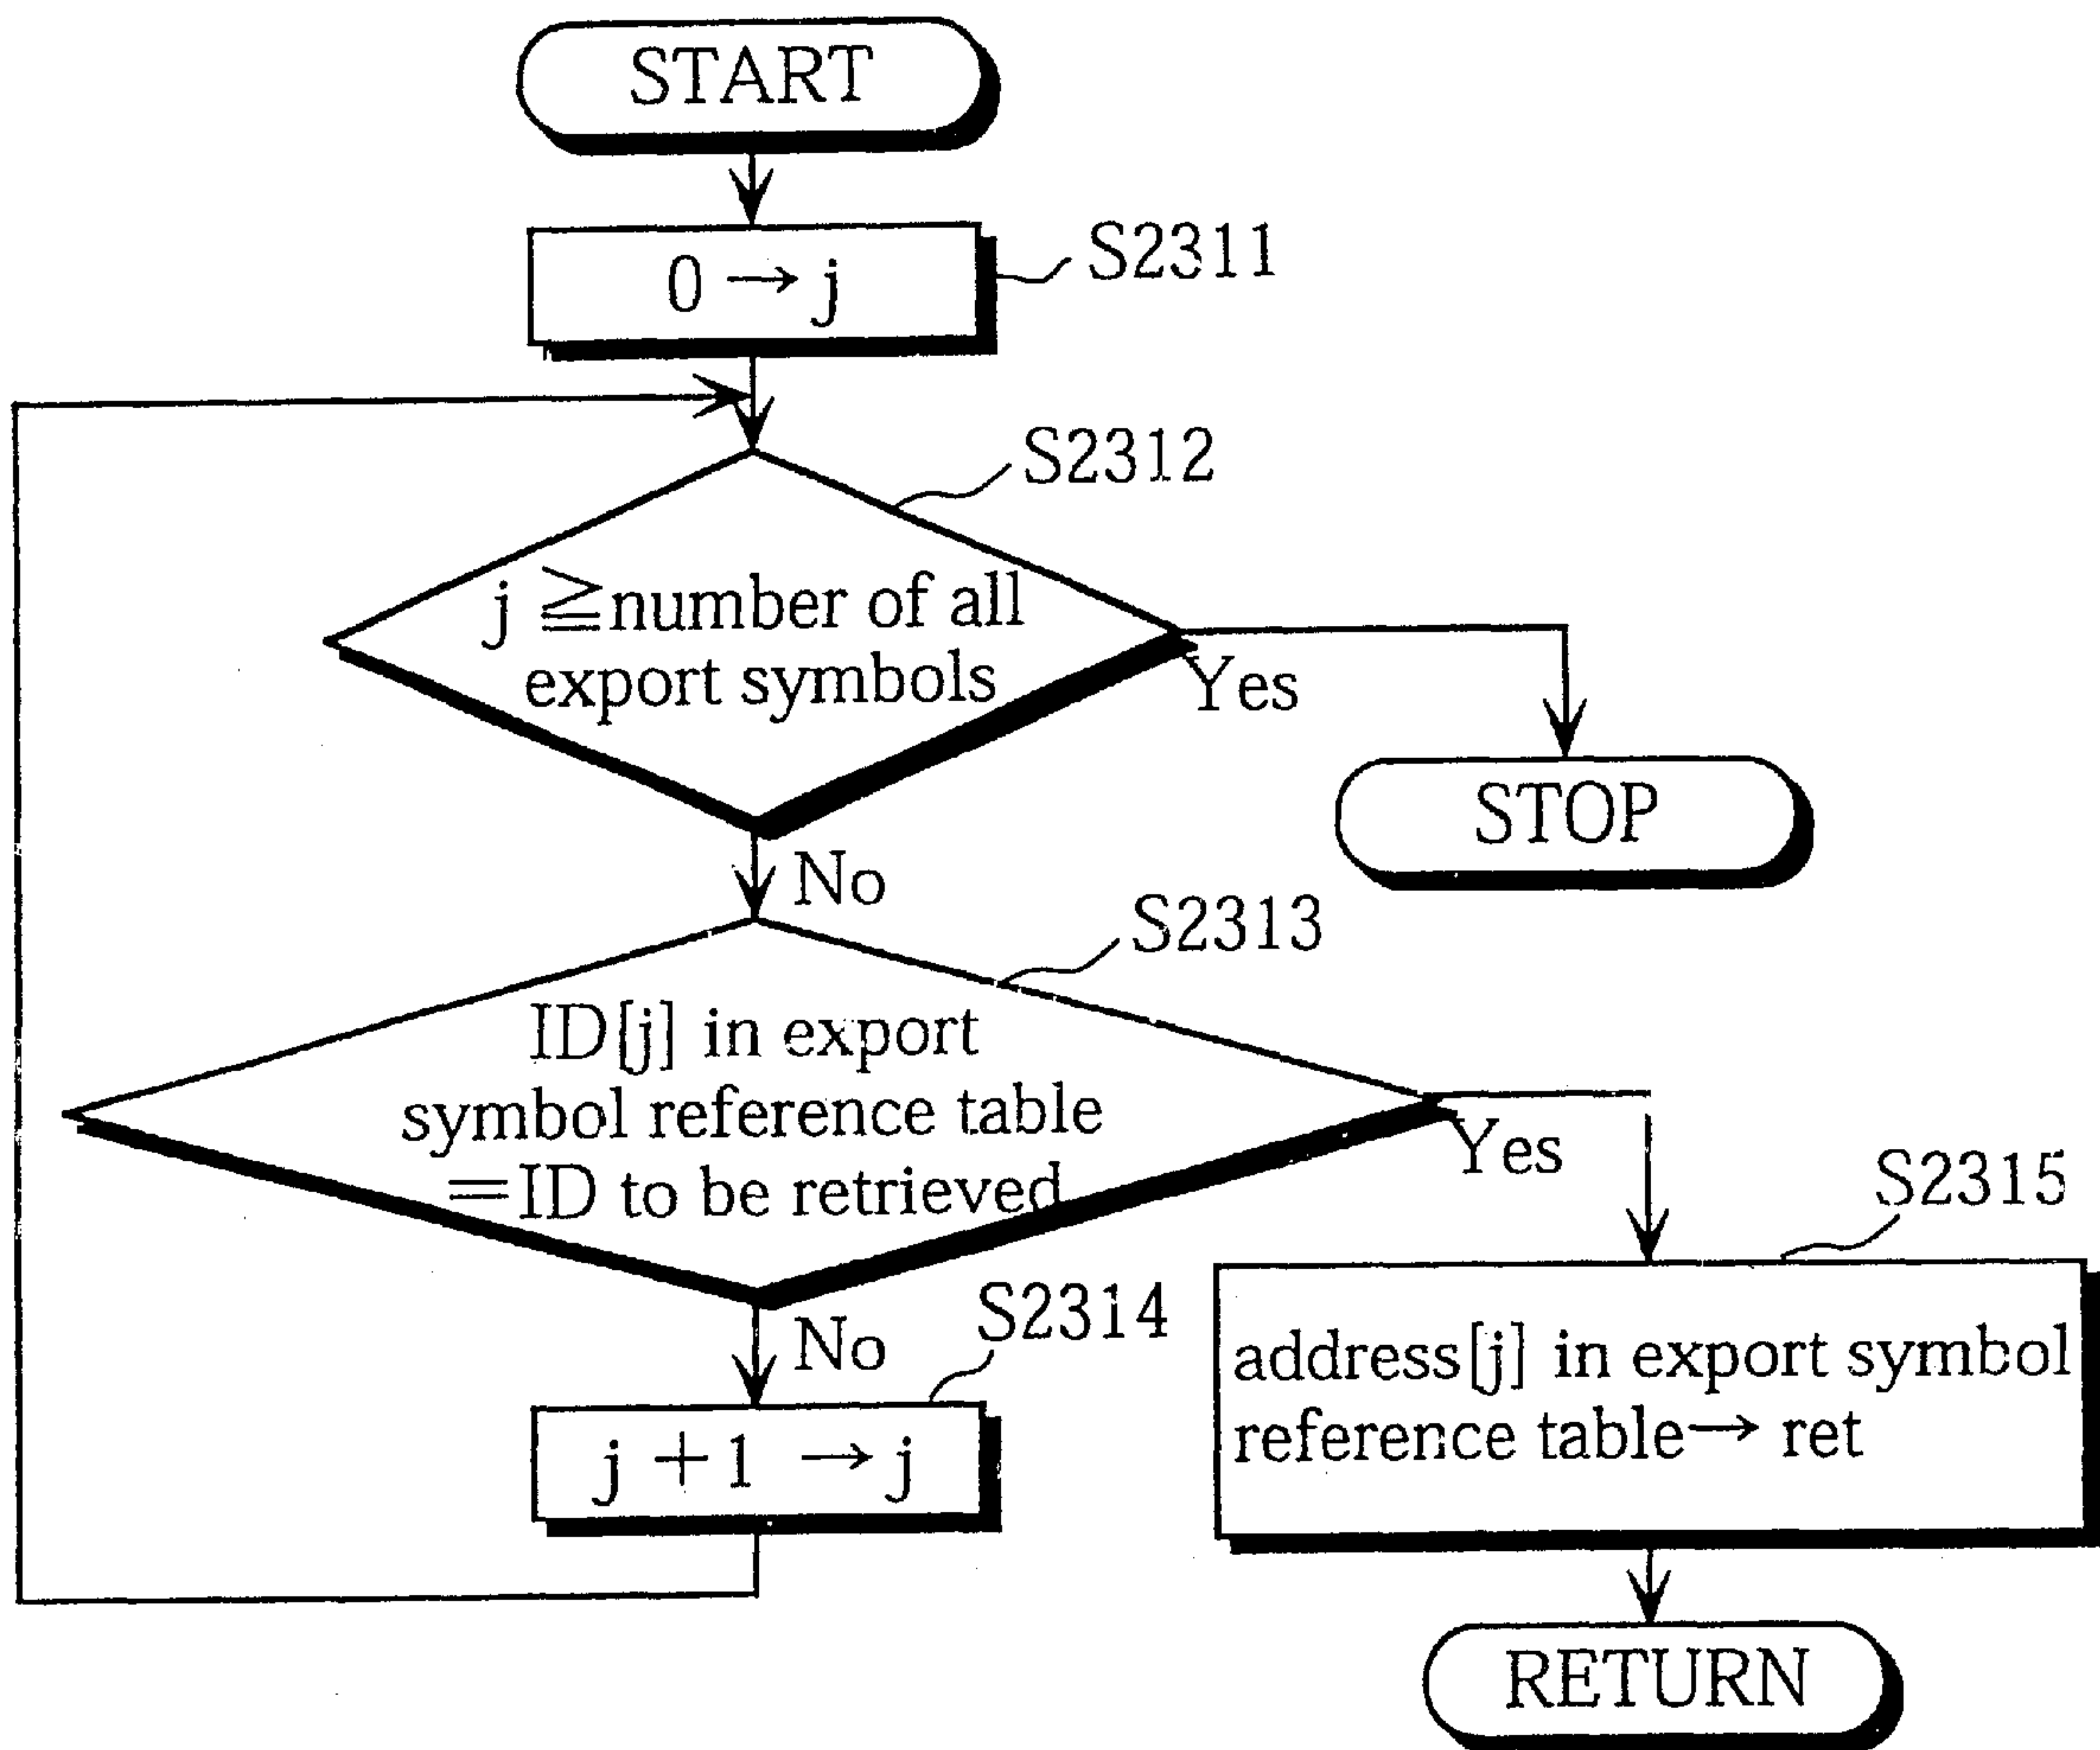 START
0 → j
S2311
S2312
j ≧number of all
export symbols
Yes
STOP
No
S2313
ID[j] in export
symbol reference table
=ID to be retrieved
Yes
S2315
No
S2314
address[j] in export symbol
reference table→ ret
j +1 → j
RETURN